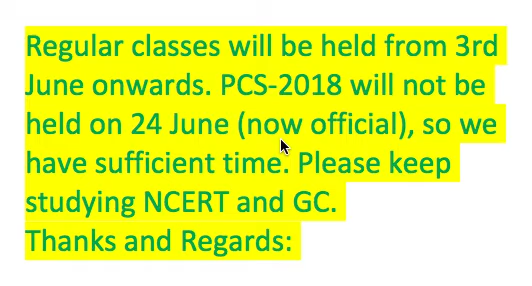 Regular classes will be held from 3rd
June onwards. PCS-2018 will not be
held on 24 June (now official), so we
have sufficient time. Please keep
studying NCERT and GC.
Thanks and Regards: